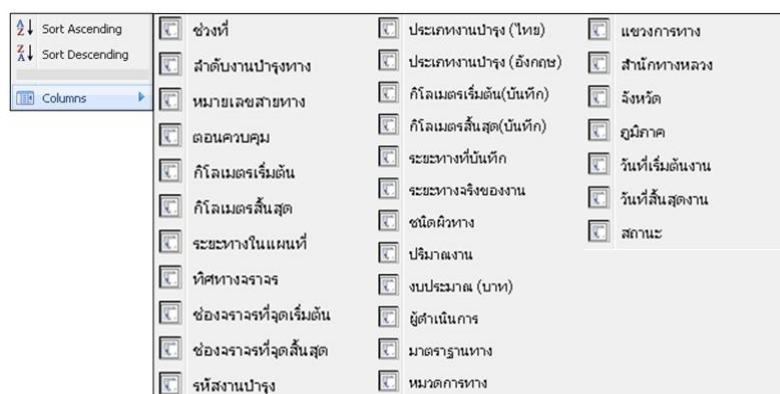 Sort Ascending
Sort Descending
Columns
ช่วงที่
ลำดับงานบำรุงทาง
หมายเลขสายทาง
ตอนควบคุม
กิโลเมตรเริ่มต้น
กิโลเมตรสิ้นสุด
ระยะทางในแผนที่
ทิศทางจราจร
ช่องจราจรที่จุดเริ่มต้น
ช่องจราจรที่จุดสิ้นสุด
รหัสงานบำรุง
ประเภทงานบำรุง (ไทย)
ประเภทงานบำรุง (อังกฤษ)
กิโลเมตรเริ่มต้น(บันทึก)
กิโลเมตรสิ้นสุด(บันทึก)
ระยะทางที่บันทึก
ระยะทางจริงของงาน
ชนิดผิวทาง
ปริมาณงาน
งบประมาณ (บาท)
ผู้ดำเนินการ
มาตราฐานทาง
หมวดการทาง
แขวงการทาง
สำนักทางหลวง
จังหวัด
ภูมิภาค
วันที่เริ่มต้นงาน
วันที่สิ้นสุดงาน
สถานะ